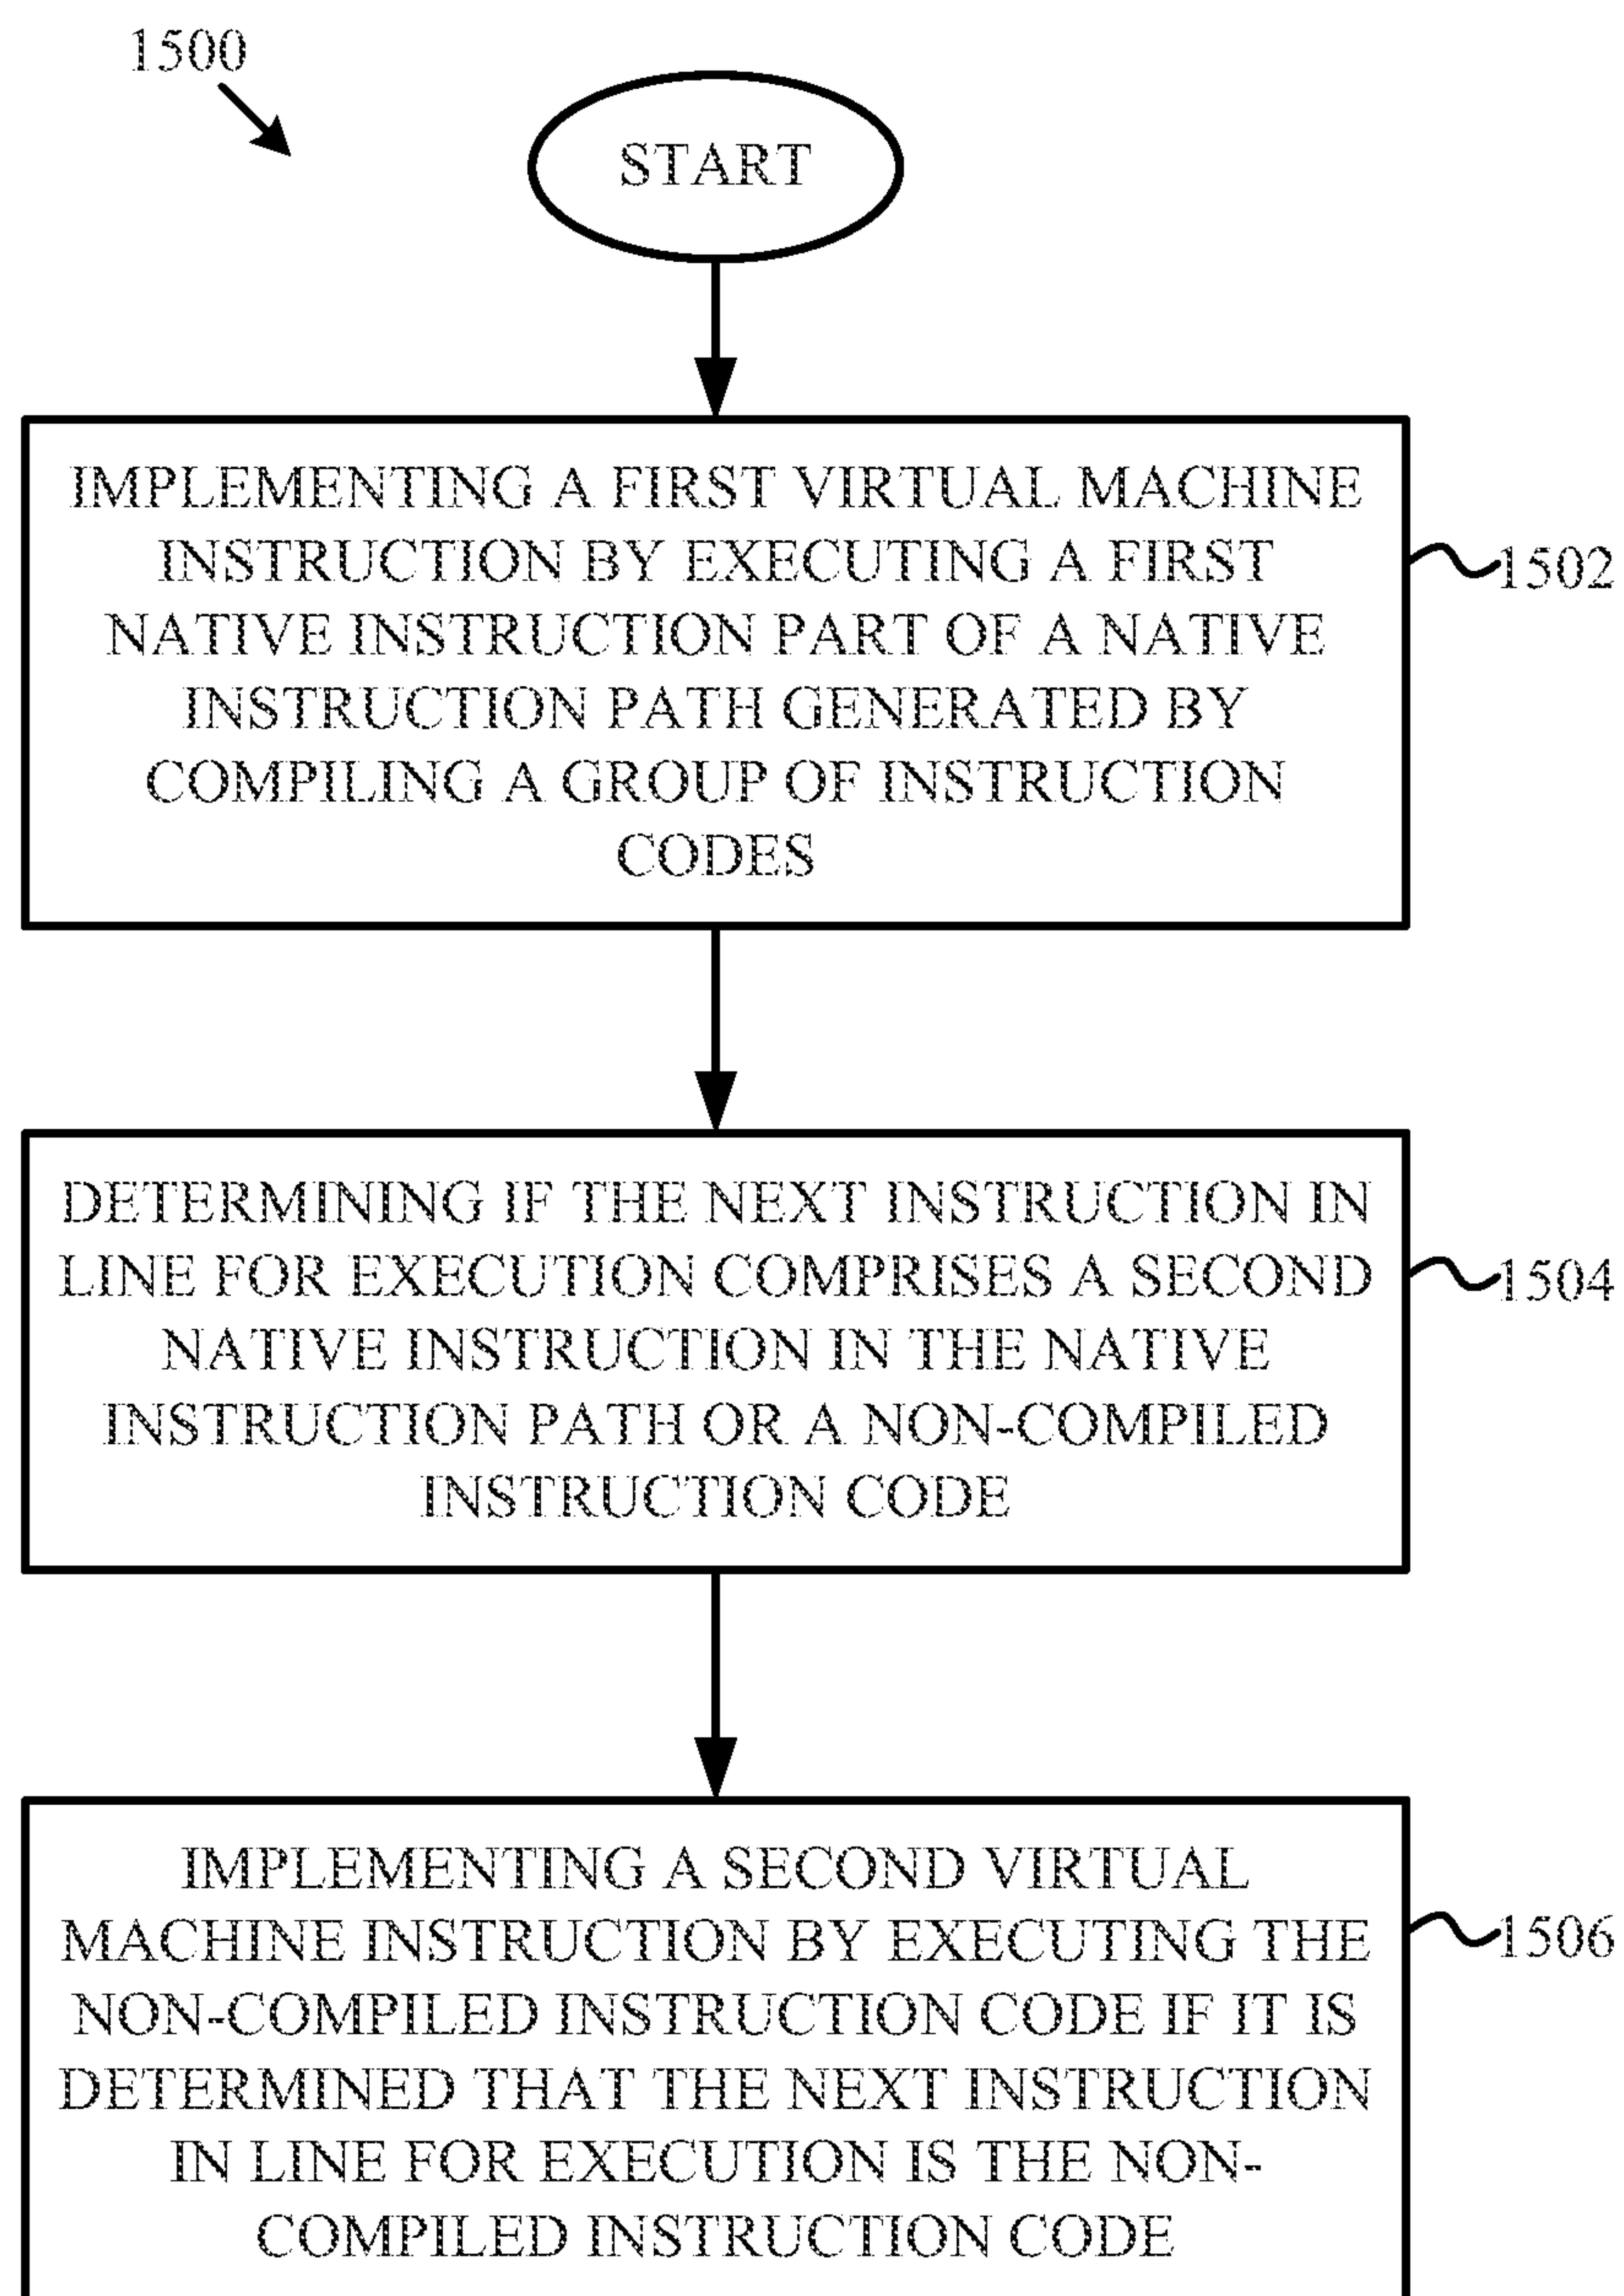 1500
START
IMPLEMENTING A FIRST VIRTUAL MACHINE
INSTRUCTION BY EXECUTING A FIRST
NATIVE INSTRUCTION PART OF A NATIVE
INSTRUCTION PATH GENERATED BY
COMPILING A GROUP OF INSTRUCTION
CODES
1502
DETERMINING IF THE NEXT INSTRUCTION IN
LINE FOR EXECUTION COMPRISES A SECOND
NATIVE INSTRUCTION IN THE NATIVE
INSTRUCTION PATH OR A NON-COMPILED
INSTRUCTION CODE
1504
IMPLEMENTING A SECOND VIRTUAL
MACHINE INSTRUCTION BY EXECUTING THE
NON-COMPILED INSTRUCTION CODE IF IT IS
DETERMINED THAT THE NEXT INSTRUCTION
IN LINE FOR EXECUTION IS THE NON-
COMPILED INSTRUCTION CODE
1506